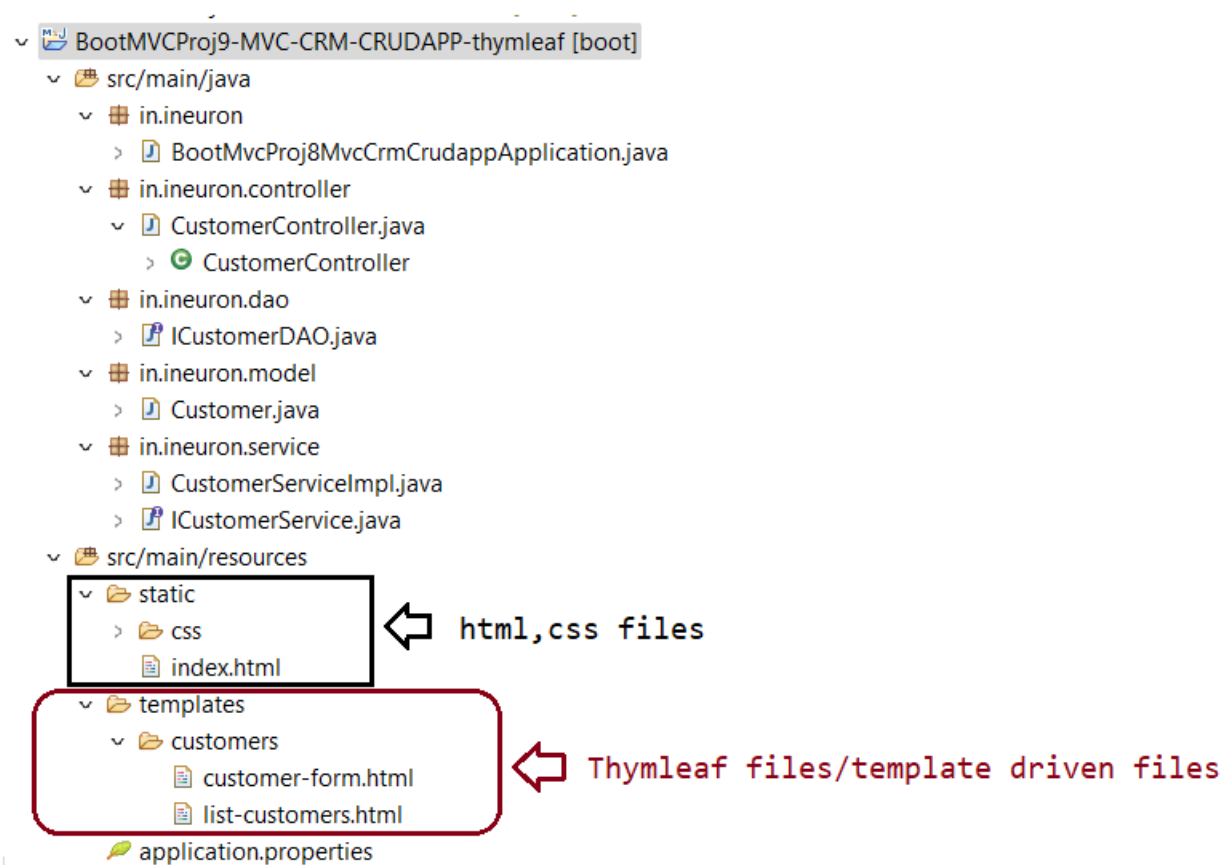 BootMVCProj9-MVC-CRM-CRUDAPP-thymleaf [boot]
src/main/java
in.ineuron
BootMvcProj8MvcCrmCrudappApplication.java
in.ineuron.controller
CustomerController.java
CustomerController
in.ineuron.dao
ICustomerDAO.java
in.ineuron.model
Customer.java
in.ineuron.service
CustomerServiceImpl.java
ICustomerService.java
src/main/resources
static
css html,css files
index.html
templates
customers
Thymleaf files/template driven files
customer-form.html
list-customers.html
application.properties